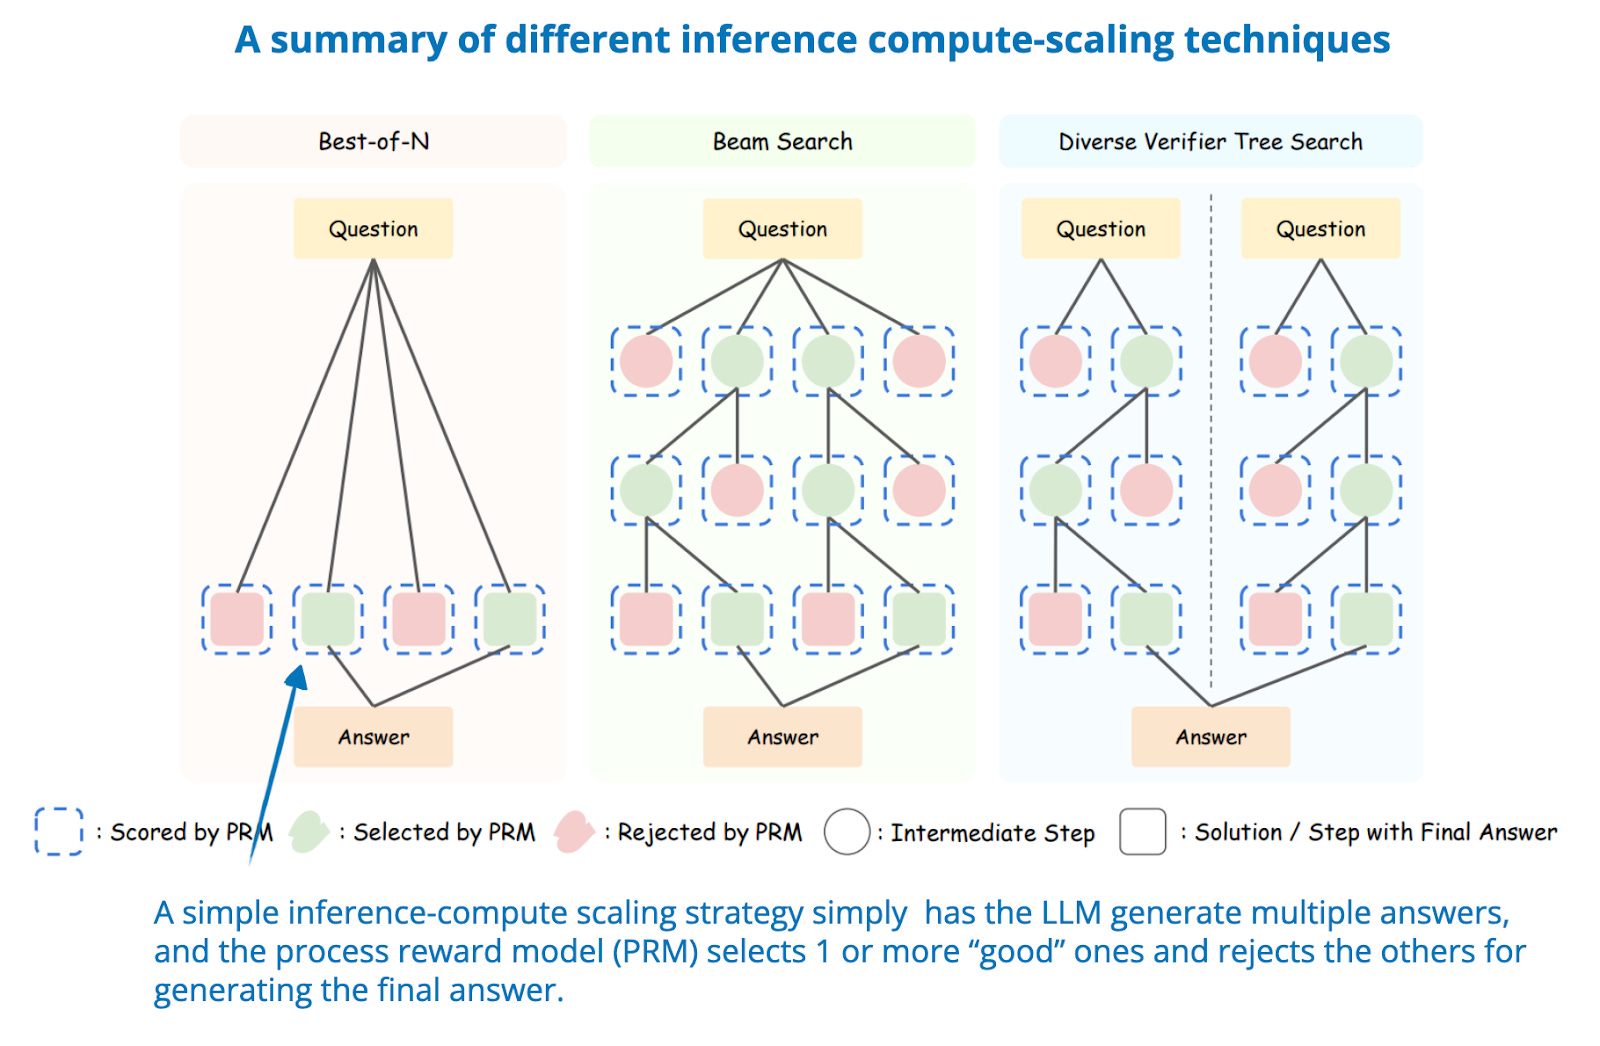 A summary of different inference compute-scaling techniques
Best-of-N
Beam Search
Diverse Verifier Tree Search
Question
Question
Question
Question
Answer
Answer
Answer
: Scored by PRM
: Selected by PRM
: Rejected by PRM
: Intermediate Step
: Solution / Step with Final Answer
A simple inference-compute scaling strategy simply  has the LLM generate multiple answers,
and the process reward model (PRM) selects 1 or more “good” ones and rejects the others for
generating the final answer.